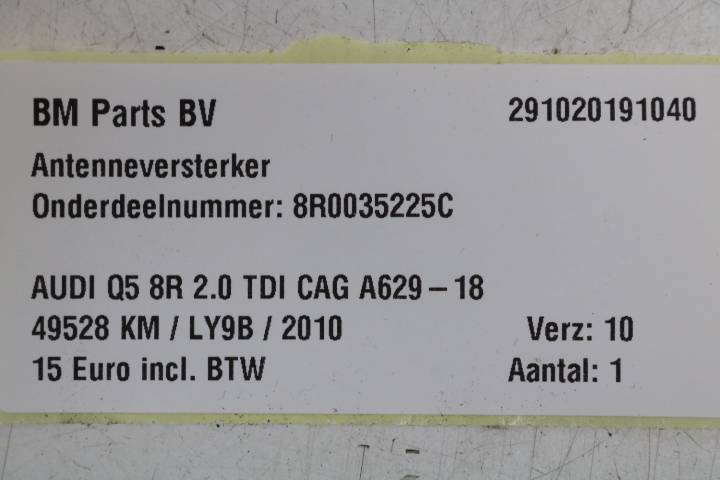 BM Parts BV 291020191040
Antenneversterker
Onderdeelnummer: 8R0035225C
AUDI Q5 8R 2.0 TDI CAG A629 – 18
49528 KM / LY9B / 2010 Verz: 10
15 Euro incl. BTW Aantal: 1